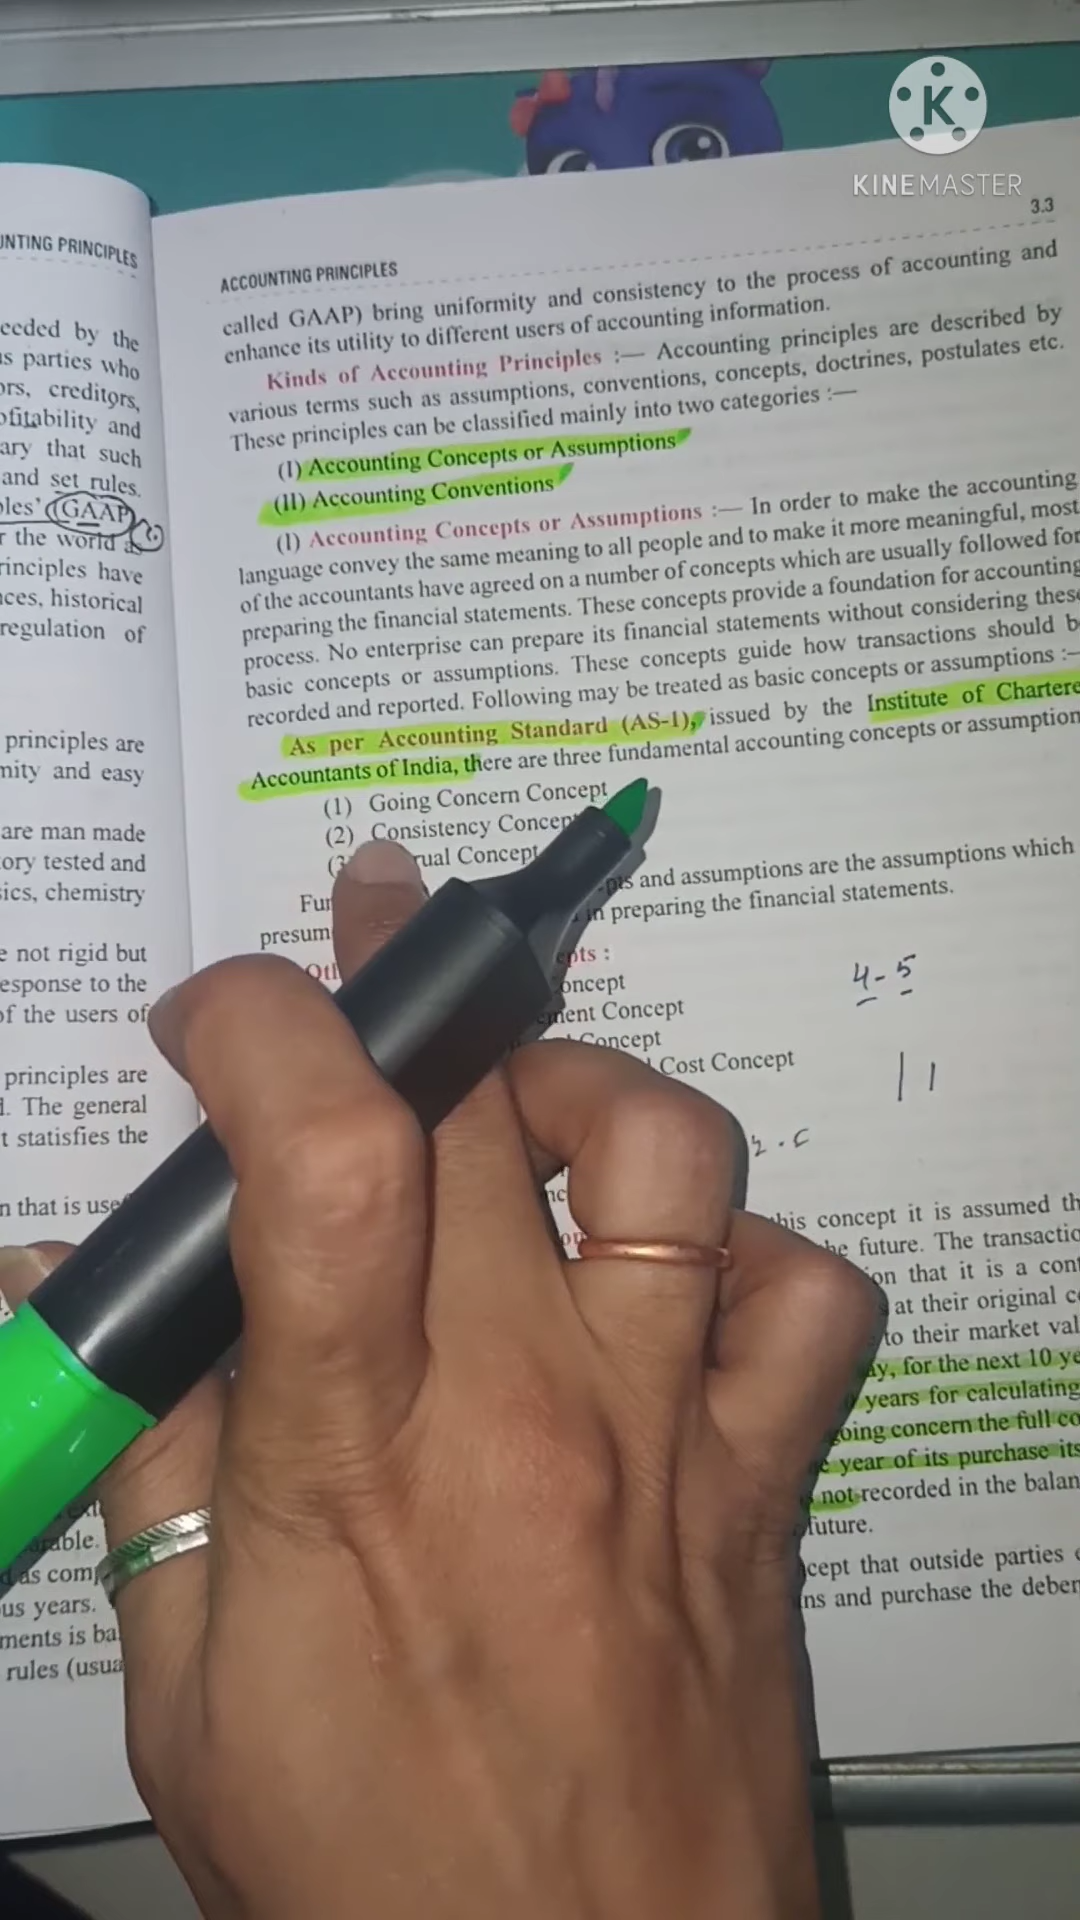 KINEMASTER
UNTING PRINCIPLES
eeded by the
us parties who
ors, creditors,
ofitability and
ary that such
and set rules.
ples' (GAAP)
r the world as
rinciples have
nces, historical
regulation of
principles are
mity and easy
are man made
ory tested and
sics, chemistry
e not rigid but
esponse to the
of the users of
principles are
d. The general
t statisfies the
n that is use
arable.
d as comp
us years.
ments is ba
rules (usua
3.3
ACCOUNTING PRINCIPLES
called GAAP) bring uniformity and consistency to the process of accounting and
enhance its utility to different users of accounting information.
Kinds of Accounting Principles :— Accounting principles are described by
various terms such as assumptions, conventions, concepts, doctrines, postulates etc.
These principles can be classified mainly into two categories :—
(I) Accounting Concepts or Assumptions
(II) Accounting Conventions
(I) Accounting Concepts or Assumptions :— In order to make the accounting
language convey the same meaning to all people and to make it more meaningful, most
of the accountants have agreed on a number of concepts which are usually followed for
preparing the financial statements. These concepts provide a foundation for accounting
process. No enterprise can prepare its financial statements without considering these
basic concepts or assumptions. These concepts guide how transactions should b
recorded and reported. Following may be treated as basic concepts or assumptions :—
As per Accounting Standard (AS-1), issued by the Institute of Chartere
Accountants of India, there are three fundamental accounting concepts or assumption
(1) Going Concern Concept
(2) Consistency Concept
(3 rual Concept
Fun pts and assumptions are the assumptions which
presum in preparing the financial statements.
Oth epts :
oncept
4-5
ement Concept
Concept
Cost Concept
his concept it is assumed th
he future. The transactio
on that it is a cont
at their original c
to their market val
ay, for the next 10 ye
years for calculating
going concern the full co
e year of its purchase its
not recorded in the balan
future.
cept that outside parties
ns and purchase the deben